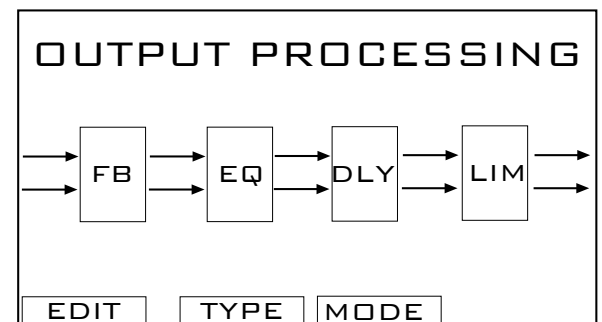 OUTPUT PROCESSING
FB EQ DLY LIM
EDIT TYPE MODE